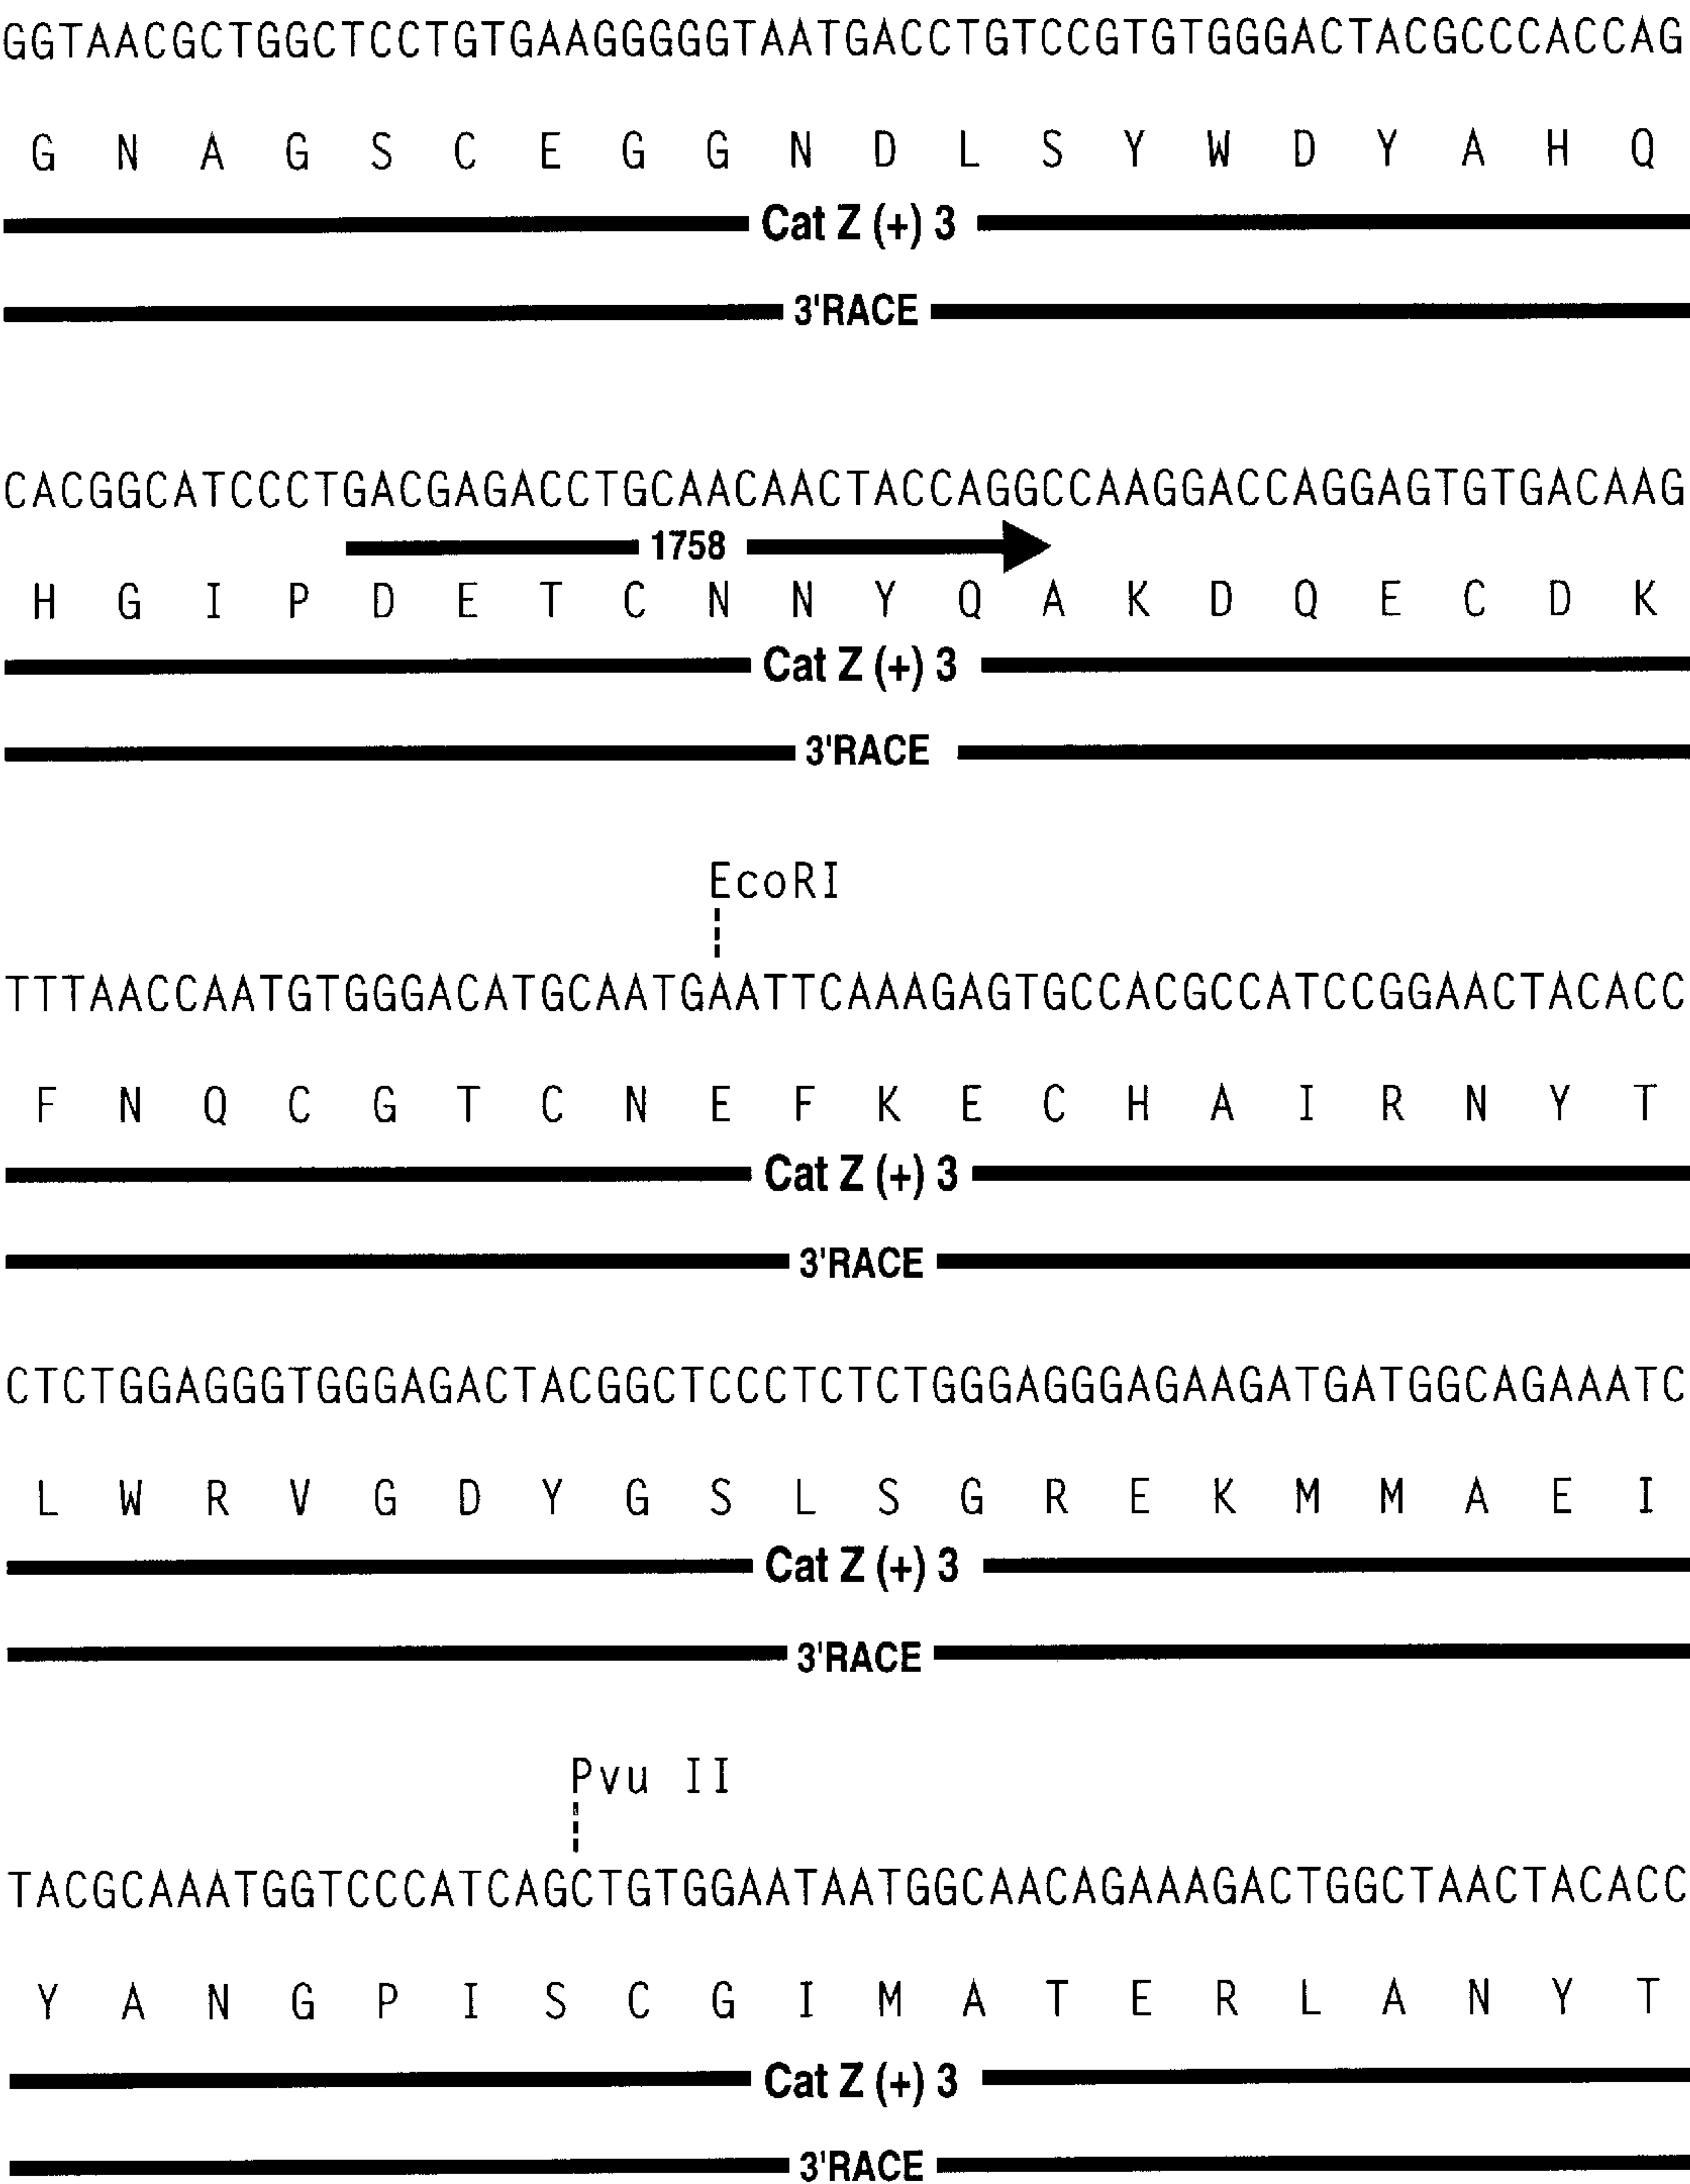 GGTAACGCTGGCTCCTGTGAAGGGGGTAATGACCTGTCCGTGTGGGACTACGCCCACCAG
G N A G S C E G G N D L S Y W D Y A H Q
Cat Z (+) 3
3'RACE
CACGGCATCCCTGACGAGACCTGCAACAACTACCAGGCCAAGGACCAGGAGTGTGACAAG
1758
H G I P D E T C N N Y Q A K D Q E C D K
Cat Z (+) 3
3'RACE
EcoRI
TTTAACCAATGTGGGACATGCAATGAATTCAAAGAGTGCCACGCCATCCGGAACTACACC
F N Q C G T C N E F K E C H A I R N Y T
Cat Z (+) 3
3'RACE
CTCTGGAGGGTGGGAGACTACGGCTCCCTCTCTGGGAGGGAGAAGATGATGGCAGAAATC
L W R V G D Y G S L S G R E K M M A E I
Cat Z (+) 3
3'RACE
Pvu II
TACGCAAATGGTCCCATCAGCTGTGGAATAATGGCAACAGAAAGACTGGCTAACTACACC
Y A N G P I S C G I M A T E R L A N Y T
Cat Z (+) 3
3'RACE